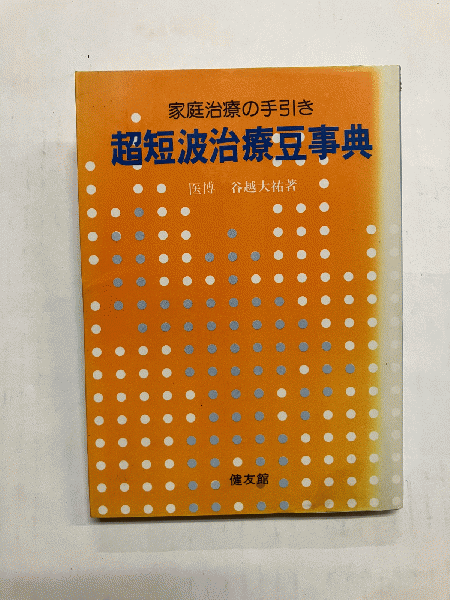 家庭治療の手引き
超短波治療豆事典
医博 谷越大祐著
健友館